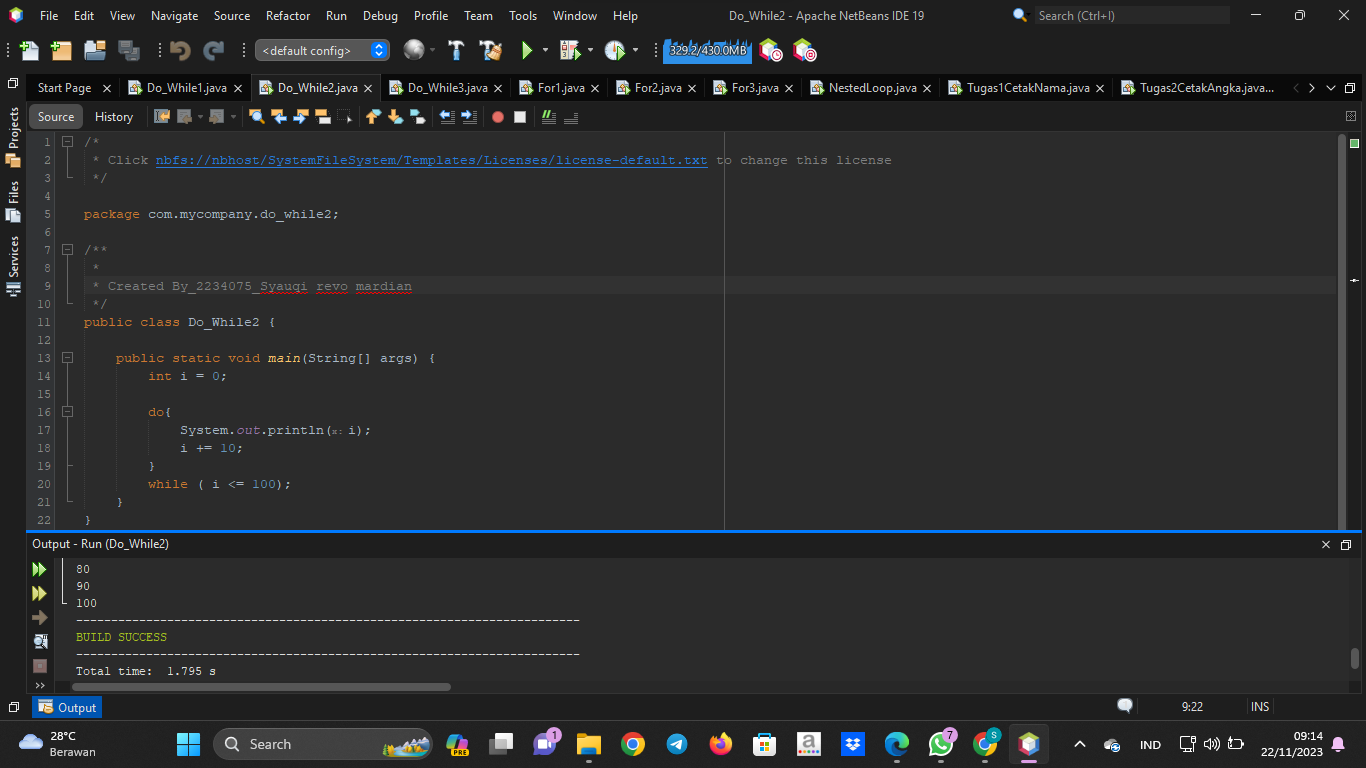 File Edit View Navigate Source Refactor Run Debug Profile Team Tools Window Help Do_While2 - Apache NetBeans IDE 19 Search (Ctrl+I)
<default config> 329.2/430.0MB
Start Page Do_While1.java Do_While2.java Do_While3.java For1.java For2.java For3.java NestedLoop.java Tugas1CetakNama.java Tugas2CetakAngka.java...
Source History
Projects
Files
Services
1 /*
2 * Click nbfs://nbhost/SystemFileSystem/Templates/Licenses/license-default.txt to change this license
3 */
4
5 package com.mycompany.do_while2;
6
7 /**
8 *
9 * Created By_2234075_Syauqi revo mardian
10 */
11 public class Do_While2 {
12
13 public static void main(String[] args) {
14 int i = 0;
15
16 do{
17 System.out.println(x: i);
18 i += 10;
19 }
20 while ( i <= 100);
21 }
22 }
Output - Run (Do_While2)
80
90
100
------------------------------------------------------------------------
BUILD SUCCESS
------------------------------------------------------------------------
Total time: 1.795 s
Output 9:22 INS
28°C
Berawan
Search
PRE
1
a
7
S
IND
09:14
22/11/2023